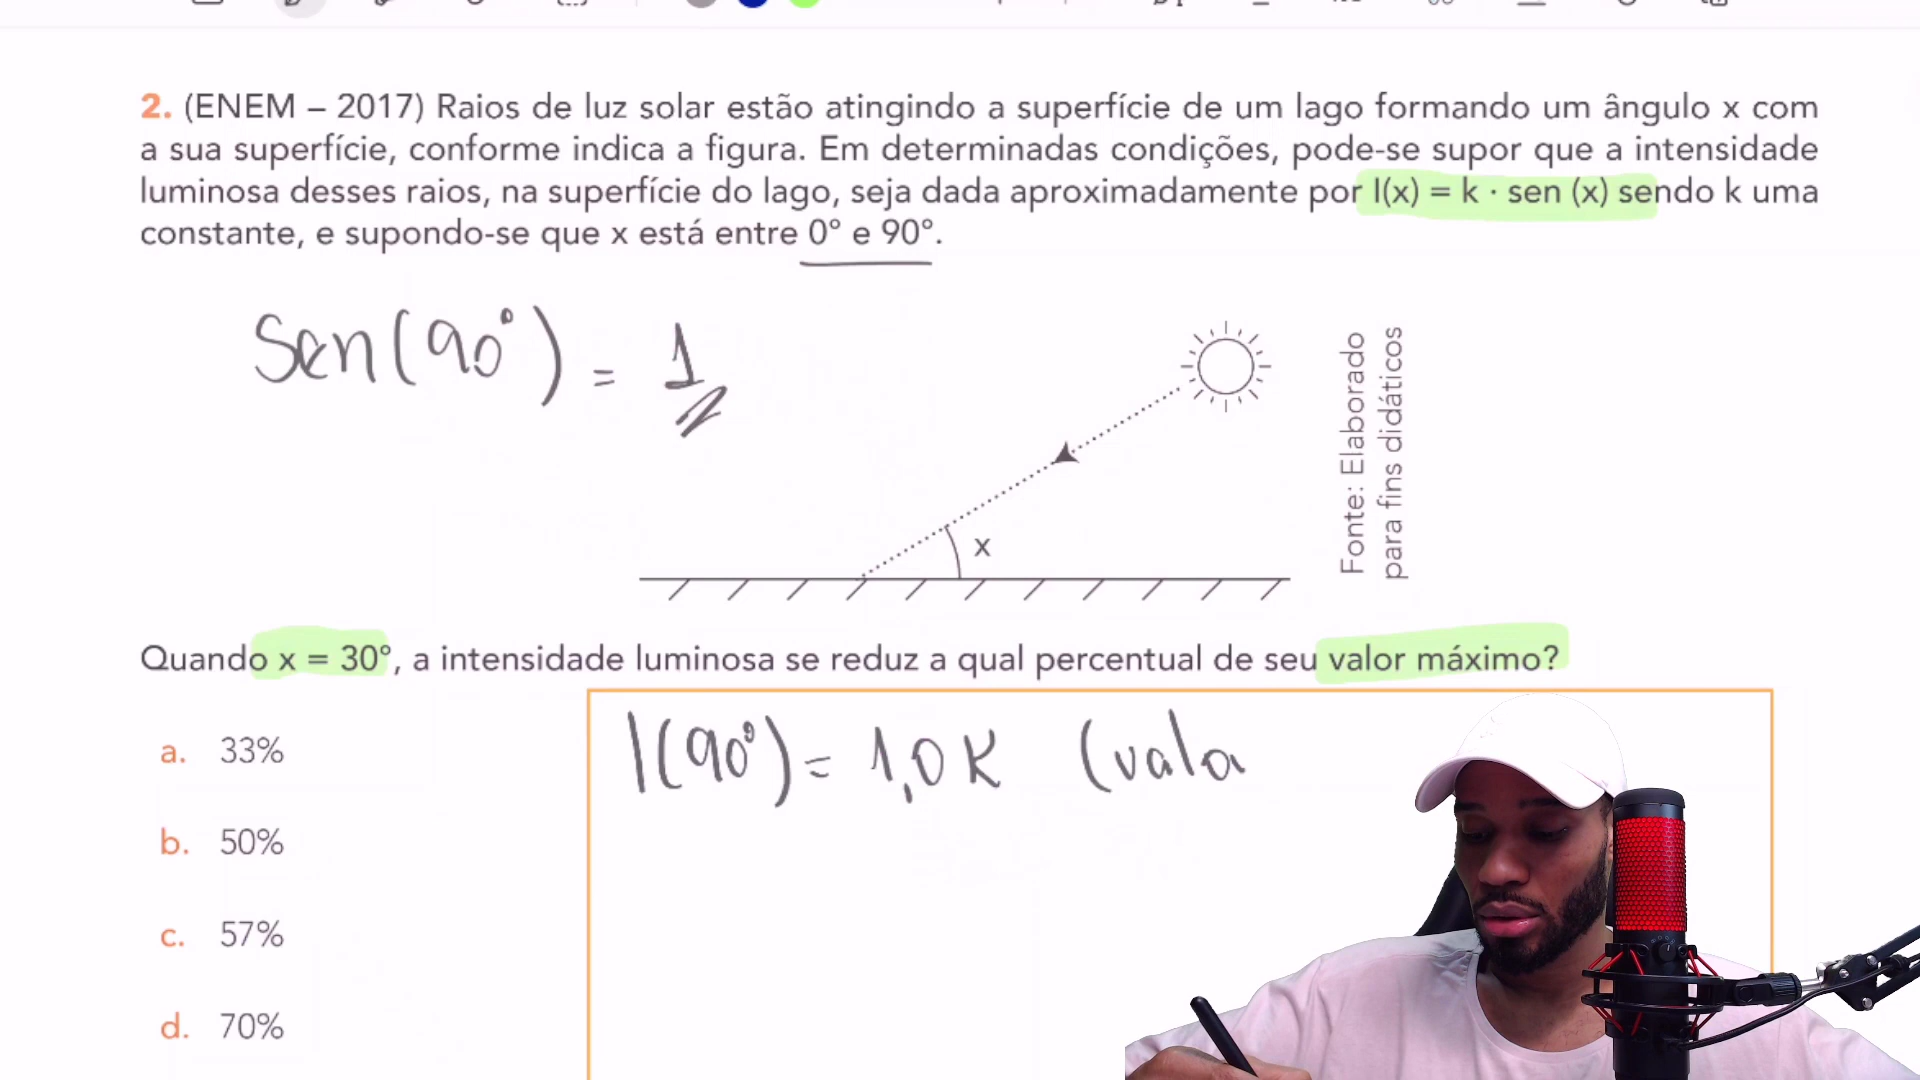 2. (ENEM – 2017) Raios de luz solar estão atingindo a superfície de um lago formando um ângulo x com
a sua superfície, conforme indica a figura. Em determinadas condições, pode-se supor que a intensidade
luminosa desses raios, na superfície do lago, seja dada aproximadamente por I(x) = k · sen (x) sendo k uma
constante, e supondo-se que x está entre 0° e 90°.
Sen(90°) = 1
Fonte: Elaborado
para fins didáticos
x
Quando x = 30°, a intensidade luminosa se reduz a qual percentual de seu valor máximo?
I(90°) = 1,0 K (valo
a. 33%
b. 50%
c. 57%
d. 70%